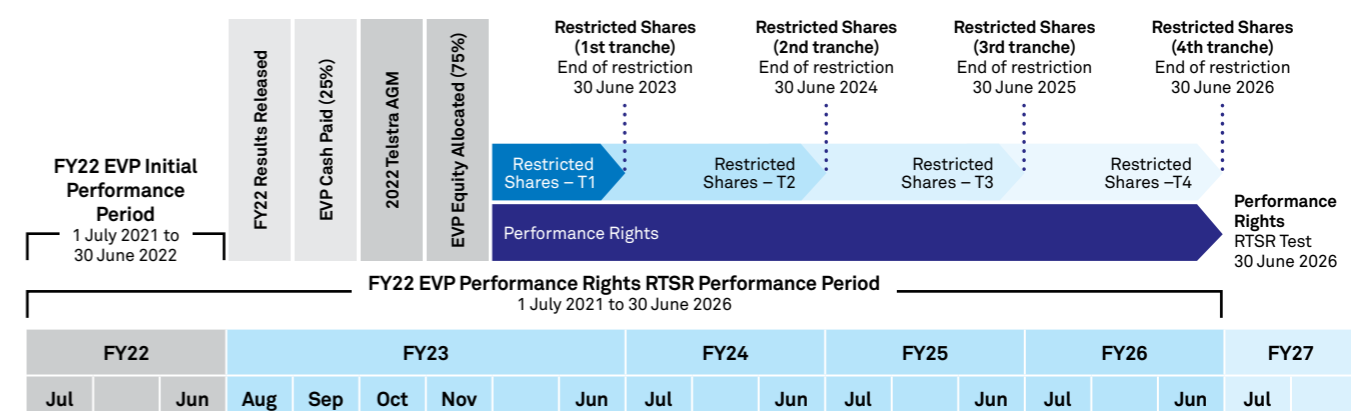 FY22 EVP Initial
Performance
Period
1 July 2021 to
30 June 2022
FY22 Results Released
EVP Cash Paid (25%)
2022 Telstra AGM
EVP Equity Allocated (75%)
Restricted Shares
(1st tranche)
End of restriction
30 June 2023
Restricted Shares
(2nd tranche)
End of restriction
30 June 2024
Restricted Shares
(3rd tranche)
End of restriction
30 June 2025
Restricted Shares
(4th tranche)
End of restriction
30 June 2026
Restricted
Shares – T1
Restricted
Shares – T2
Restricted
Shares – T3
Restricted
Shares –T4
Performance Rights
Performance
Rights
RTSR Test
30 June 2026
FY22 EVP Performance Rights RTSR Performance Period
1 July 2021 to 30 June 2026
FY22 FY23 FY24 FY25 FY26 FY27
Jul Jun Aug Sep Oct Nov Jun Jul Jun Jul Jun Jul Jun Jul